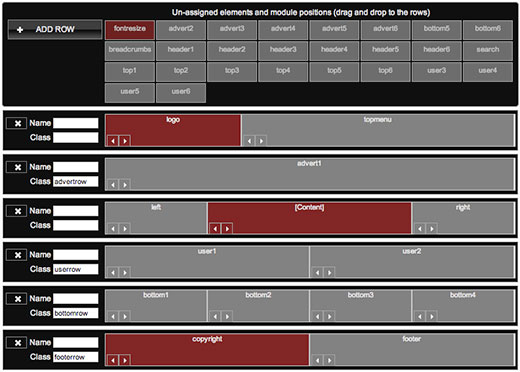 Un-assigned elements and module positions (drag and drop to the rows)
+ ADD ROW
fontresize advert2 advert3 advert4 advert5 advert6 bottom5 bottom6
breadcrumbs header1 header2 header3 header4 header5 header6 search
top1 top2 top3 top4 top5 top6 user3 user4
user5 user6
Name logo topmenu
Class
Name advert1
Class advertrow
Name left [Content] right
Class
Name user1 user2
Class userrow
Name bottom1 bottom2 bottom3 bottom4
Class bottomrow
Name copyright footer
Class footerrow